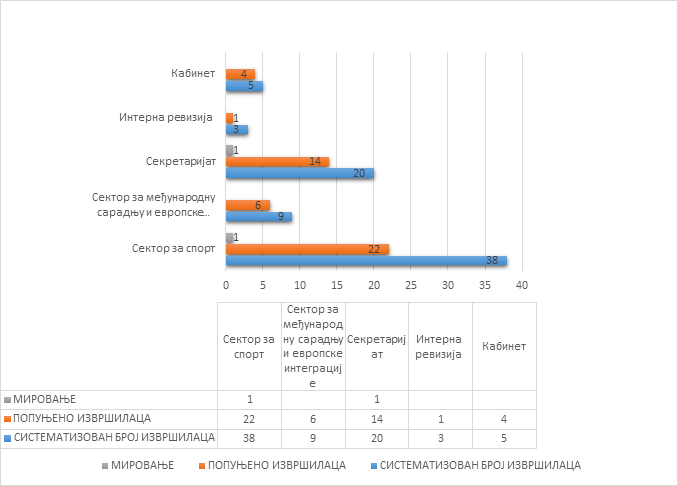 Кабинет
4
5
Интерна ревизија
1
3
Секретаријат
1
14
20
Сектор за међународну
сарадњу и европске...
6
9
Сектор за спорт
1
22
38
0 5 10 15 20 25 30 35 40
Сектор за
спорт
Сектор за
међународ
ну сарадњу
и европске
интеграциј
е
Секретариј
ат
Интерна
ревизија
Кабинет
МИРОВАЊЕ 1 1
ПОПУЊЕНО ИЗВРШИЛАЦА 22 6 14 1 4
СИСТЕМАТИЗОВАН БРОЈ ИЗВРШИЛАЦА 38 9 20 3 5
МИРОВАЊЕ ПОПУЊЕНО ИЗВРШИЛАЦА СИСТЕМАТИЗОВАН БРОЈ ИЗВРШИЛАЦА